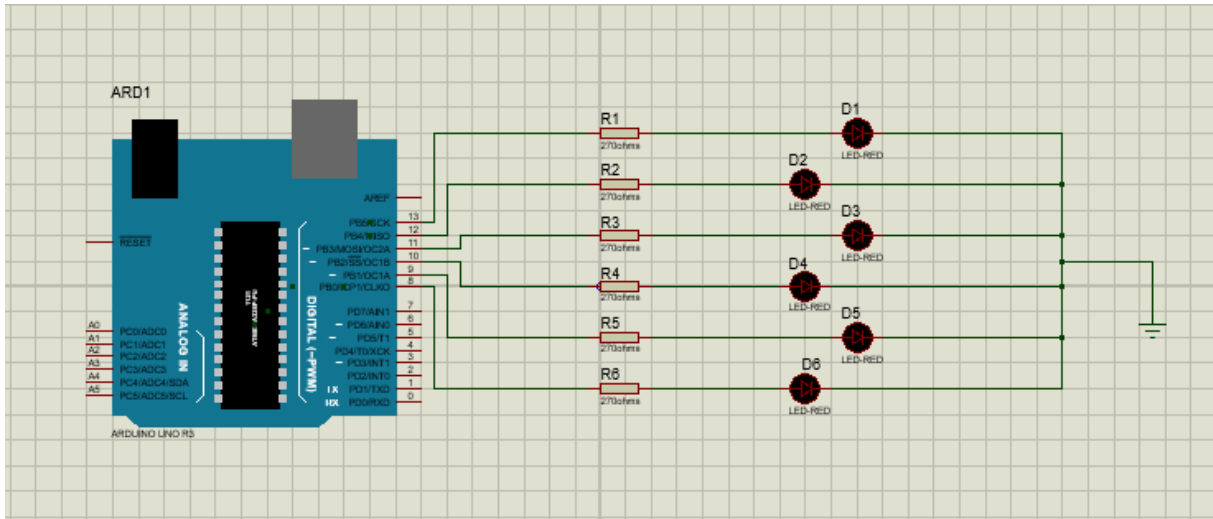 ARD1
AREF
13
PB5/SCK
12
PB4/MISO
11
~ PB3/MOSI/OC2A
10
~ PB2/SS/OC1B
9
~ PB1/OC1A
8
PB0/ICP1/CLKO
RESET
7
PD7/AIN1
6
~ PD6/AIN0
5
~ PD5/T1
4
PD4/T0/XCK
3
~ PD3/INT1
2
PD2/INT0
1
TX PD1/TXD
0
RX PD0/RXD
DIGITAL (~PWM)
ANALOG IN
A0 PC0/ADC0
A1 PC1/ADC1
A2 PC2/ADC2
A3 PC3/ADC3
A4 PC4/ADC4/SDA
A5 PC5/ADC5/SCL
ARDUINO UNO R3
R1
270ohms
R2
270ohms
R3
270ohms
R4
270ohms
R5
270ohms
R6
270ohms
D1
LED-RED
D2
LED-RED
D3
LED-RED
D4
LED-RED
D5
LED-RED
D6
LED-RED